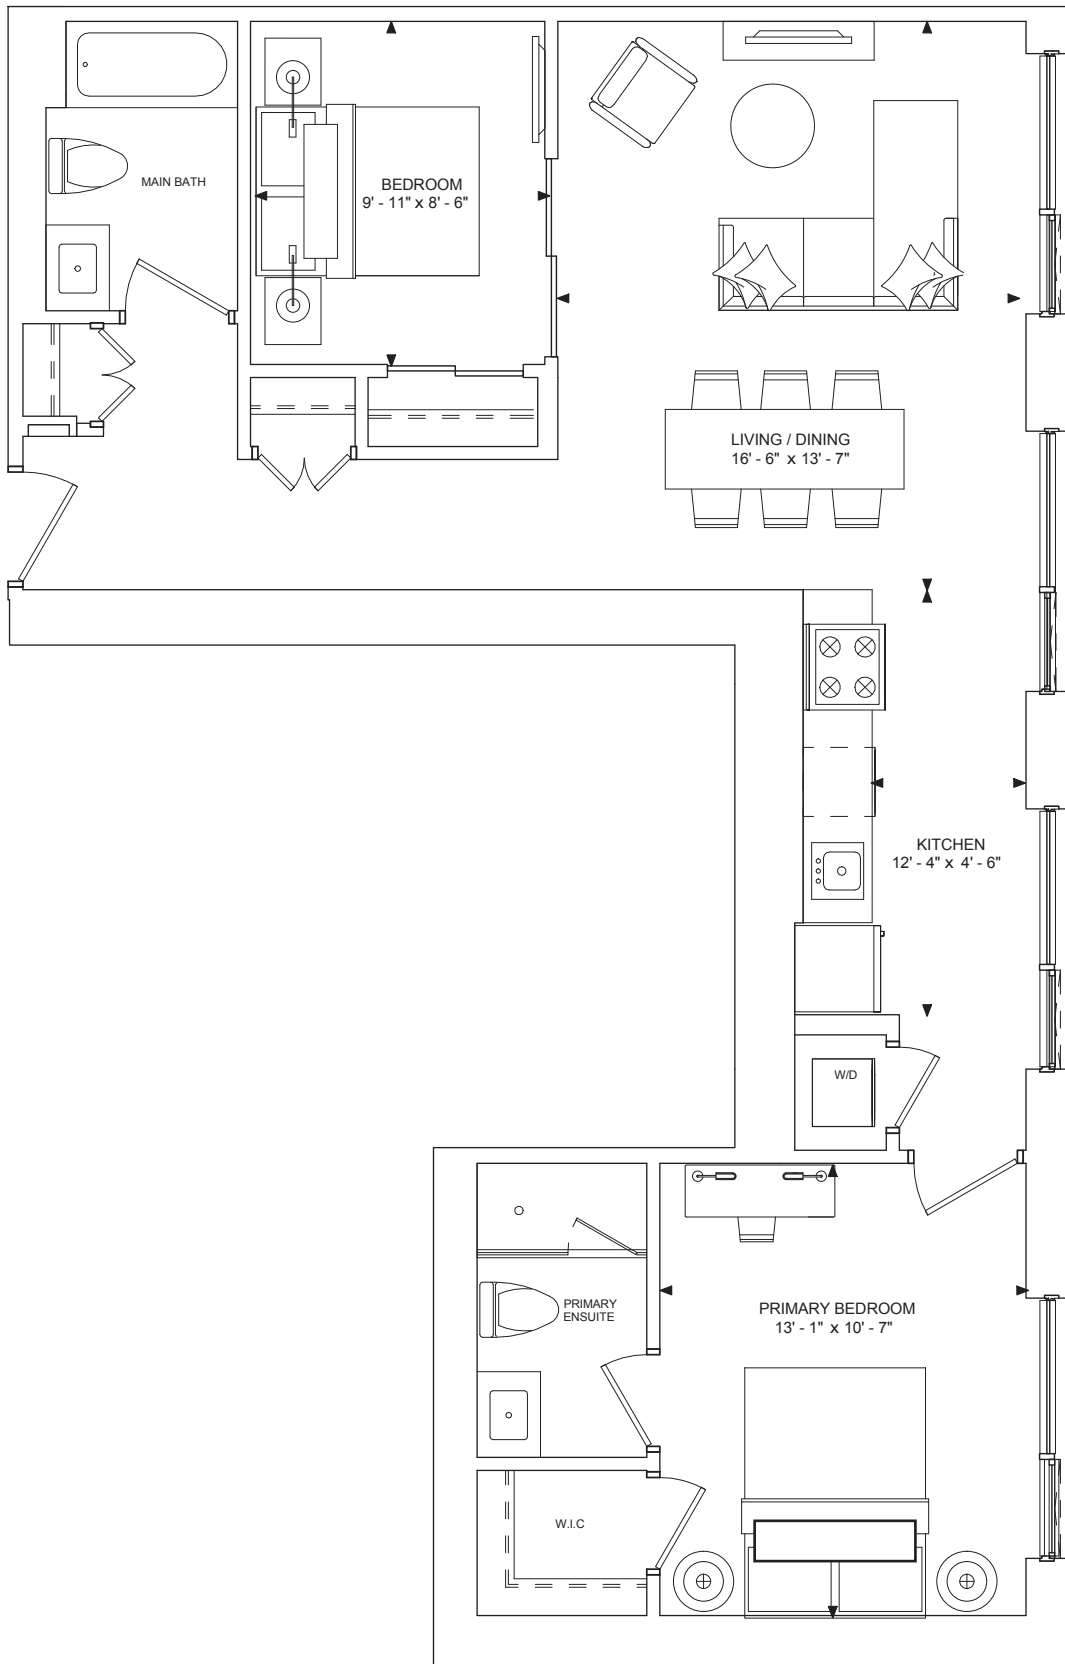 MAIN BATH
BEDROOM
9' - 11" x 8' - 6"
LIVING / DINING
16' - 6" x 13' - 7"
KITCHEN
12' - 4" x 4' - 6"
W/D
PRIMARY
ENSUITE
PRIMARY BEDROOM
13' - 1" x 10' - 7"
W.I.C